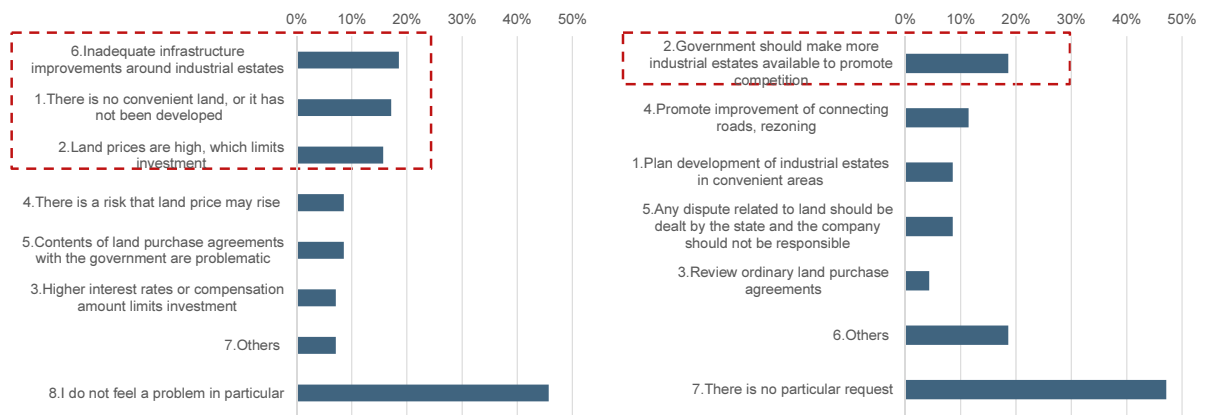 0% 10% 20% 30% 40% 50%
6.Inadequate infrastructure
improvements around industrial estates
1.There is no convenient land, or it has
not been developed
2.Land prices are high, which limits
investment
4.There is a risk that land price may rise
5.Contents of land purchase agreements
with the government are problematic
3.Higher interest rates or compensation
amount limits investment
7.Others
8.I do not feel a problem in particular
0% 10% 20% 30% 40% 50%
2.Government should make more
industrial estates available to promote
competition
4.Promote improvement of connecting
roads, rezoning
1.Plan development of industrial estates
in convenient areas
5.Any dispute related to land should be
dealt by the state and the company
should not be responsible
3.Review ordinary land purchase
agreements
6.Others
7.There is no particular request